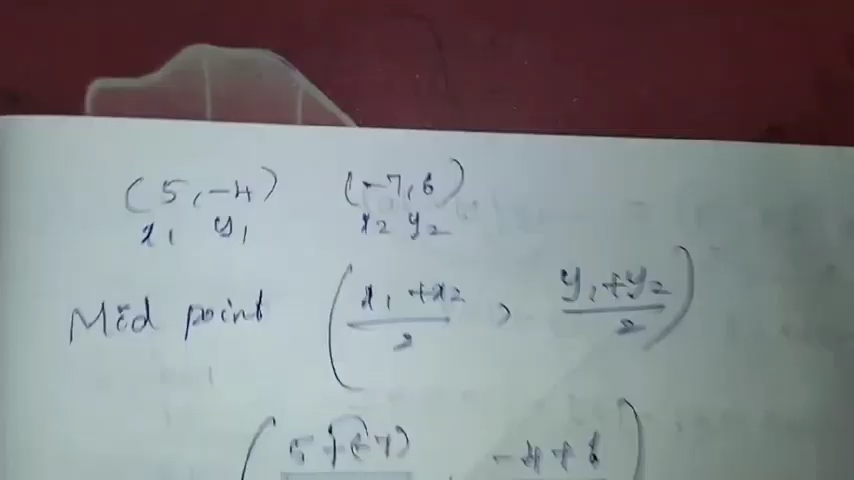 (5, -4) (-7, 6)
x₁ y₁ x₂ y₂
Mid point (x₁ + x₂ / 2 , y₁ + y₂ / 2)
(5 + (-7) , -4 + 6)